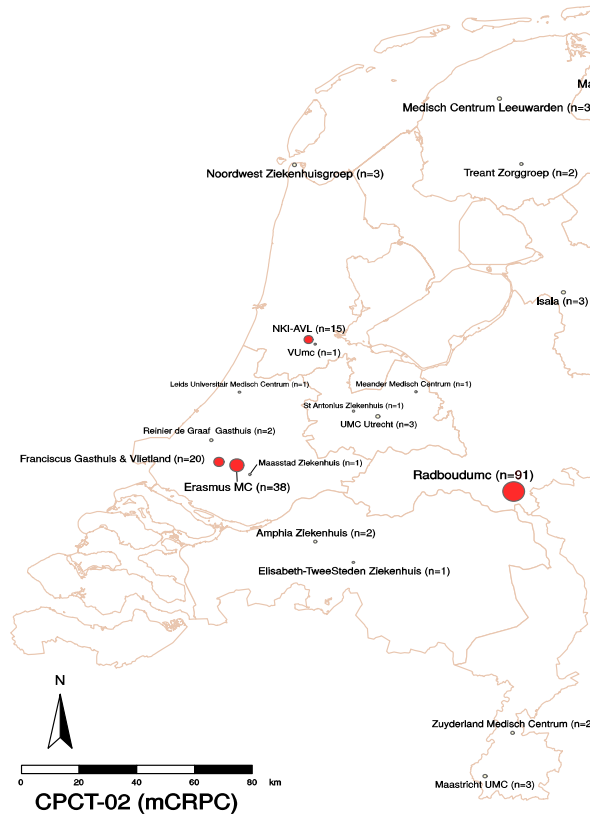 Ma
Medisch Centrum Leeuwarden (n=3
Noordwest Ziekenhuisgroep (n=3)
Treant Zorggroep (n=2)
Isala (n=3)
NKI-AVL (n=15)
VUmc (n=1)
Leids Universitair Medisch Centrum (n=1)
Meander Medisch Centrum (n=1)
St Antonius Ziekenhuis (n=1)
UMC Utrecht (n=3)
Reinier de Graaf Gasthuis (n=2)
Franciscus Gasthuis & Vlietland (n=20)
Maasstad Ziekenhuis (n=1)
Erasmus MC (n=38)
Radboudumc (n=91)
Amphia Ziekenhuis (n=2)
Elisabeth-TweeSteden Ziekenhuis (n=1)
N
Zuyderland Medisch Centrum (n=2
Maastricht UMC (n=3)
0 20 40 60 80 km
CPCT-02 (mCRPC)